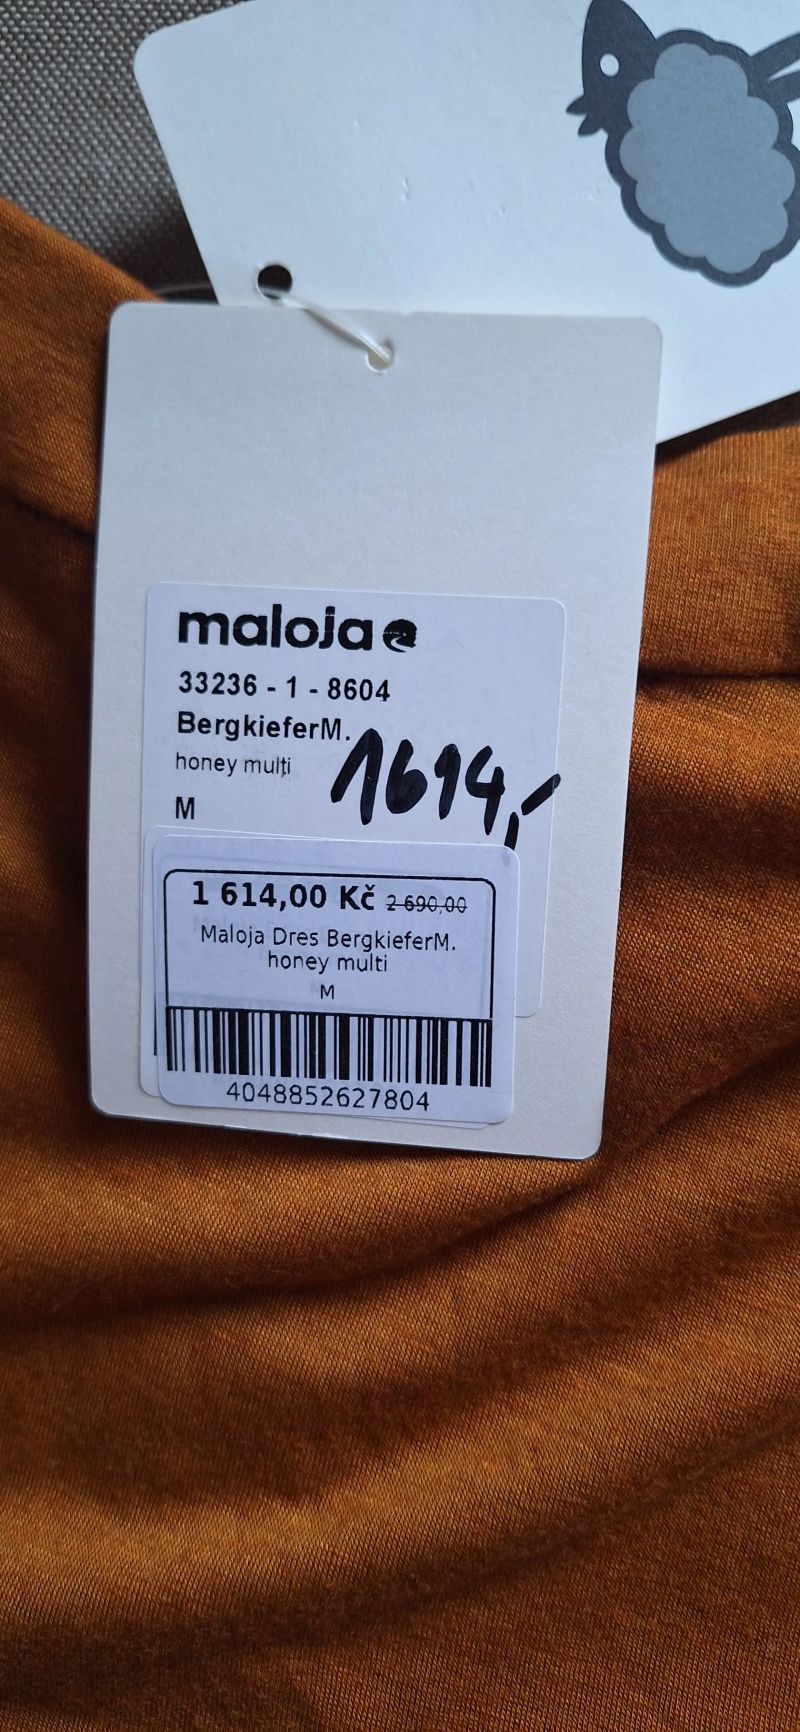 maloja
33236 - 1 - 8604
BergkieferM.
honey multi
1614,-
M
1 614,00 Kč 2 690,00
Maloja Dres BergkieferM.
honey multi
M
4048852627804